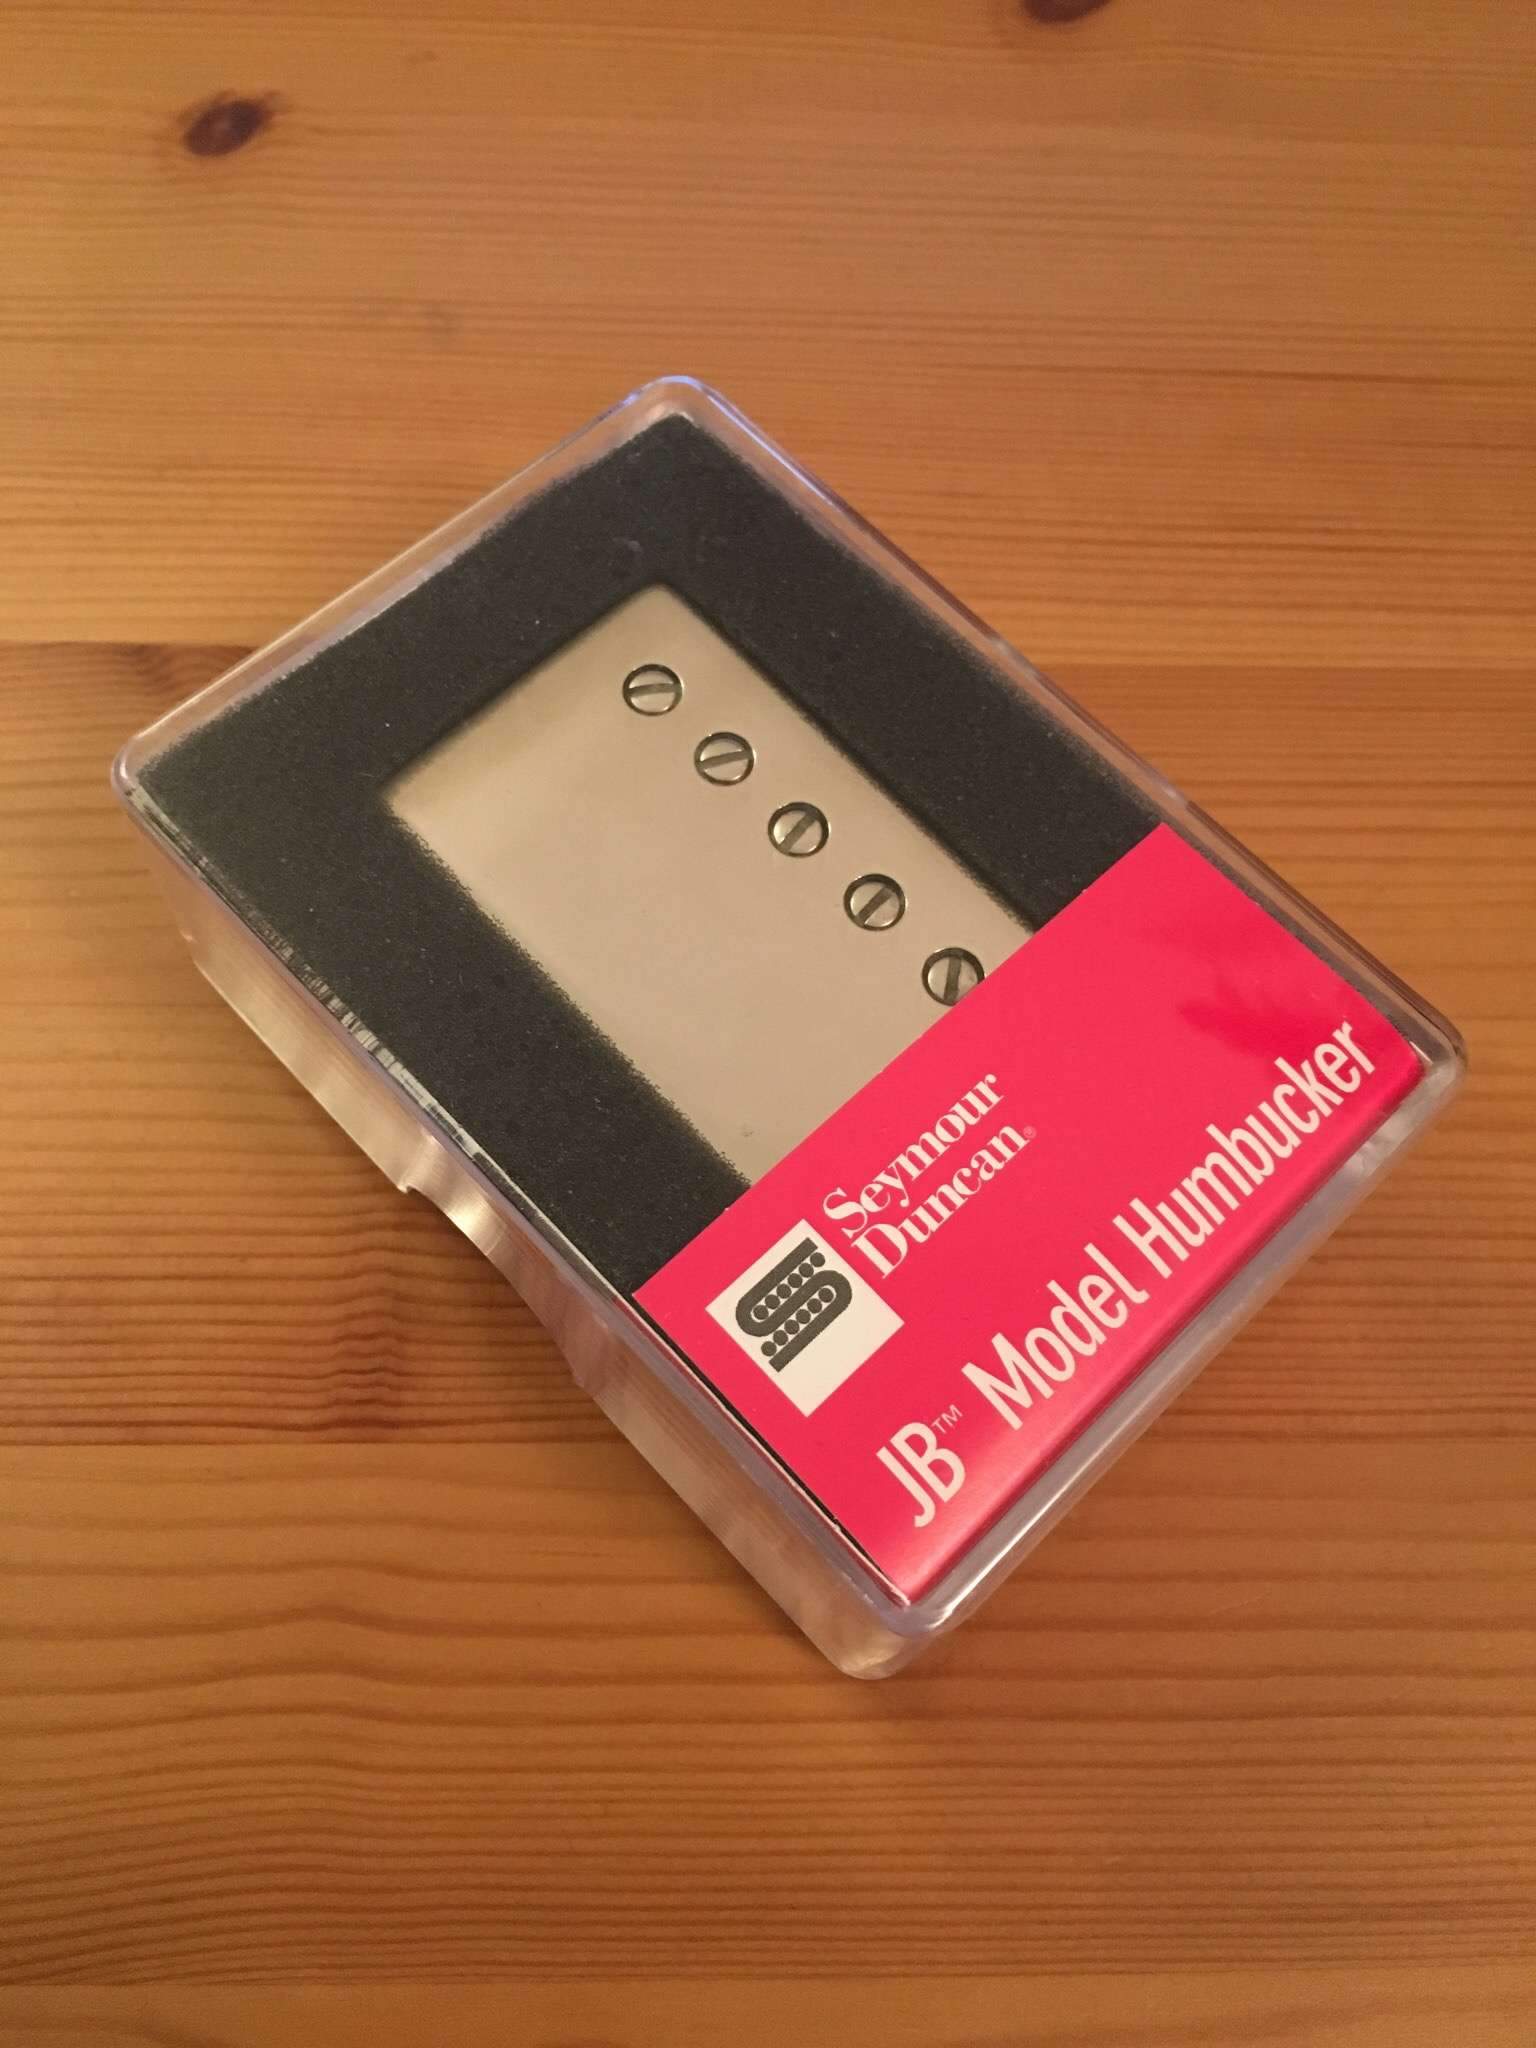 Seymour
Duncan®
JB™ Model Humbucker